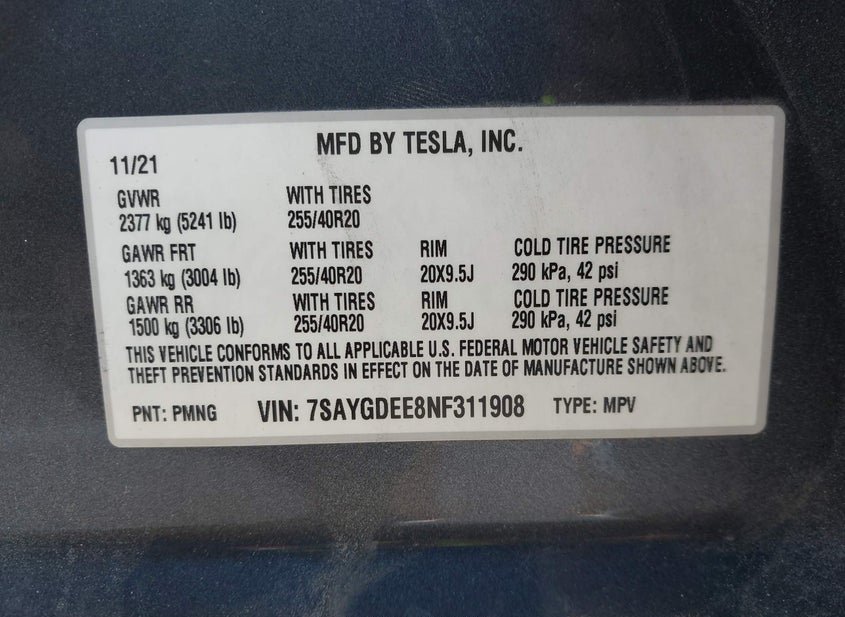 MFD BY TESLA, INC.
11/21
GVWR WITH TIRES
2377 kg (5241 lb) 255/40R20
GAWR FRT WITH TIRES RIM COLD TIRE PRESSURE
1363 kg (3004 lb) 255/40R20 20X9.5J 290 kPa, 42 psi
GAWR RR WITH TIRES RIM COLD TIRE PRESSURE
1500 kg (3306 lb) 255/40R20 20X9.5J 290 kPa, 42 psi
THIS VEHICLE CONFORMS TO ALL APPLICABLE U.S. FEDERAL MOTOR VEHICLE SAFETY AND
THEFT PREVENTION STANDARDS IN EFFECT ON THE DATE OF MANUFACTURE SHOWN ABOVE.
PNT: PMNG VIN: 7SAYGDEE8NF311908 TYPE: MPV